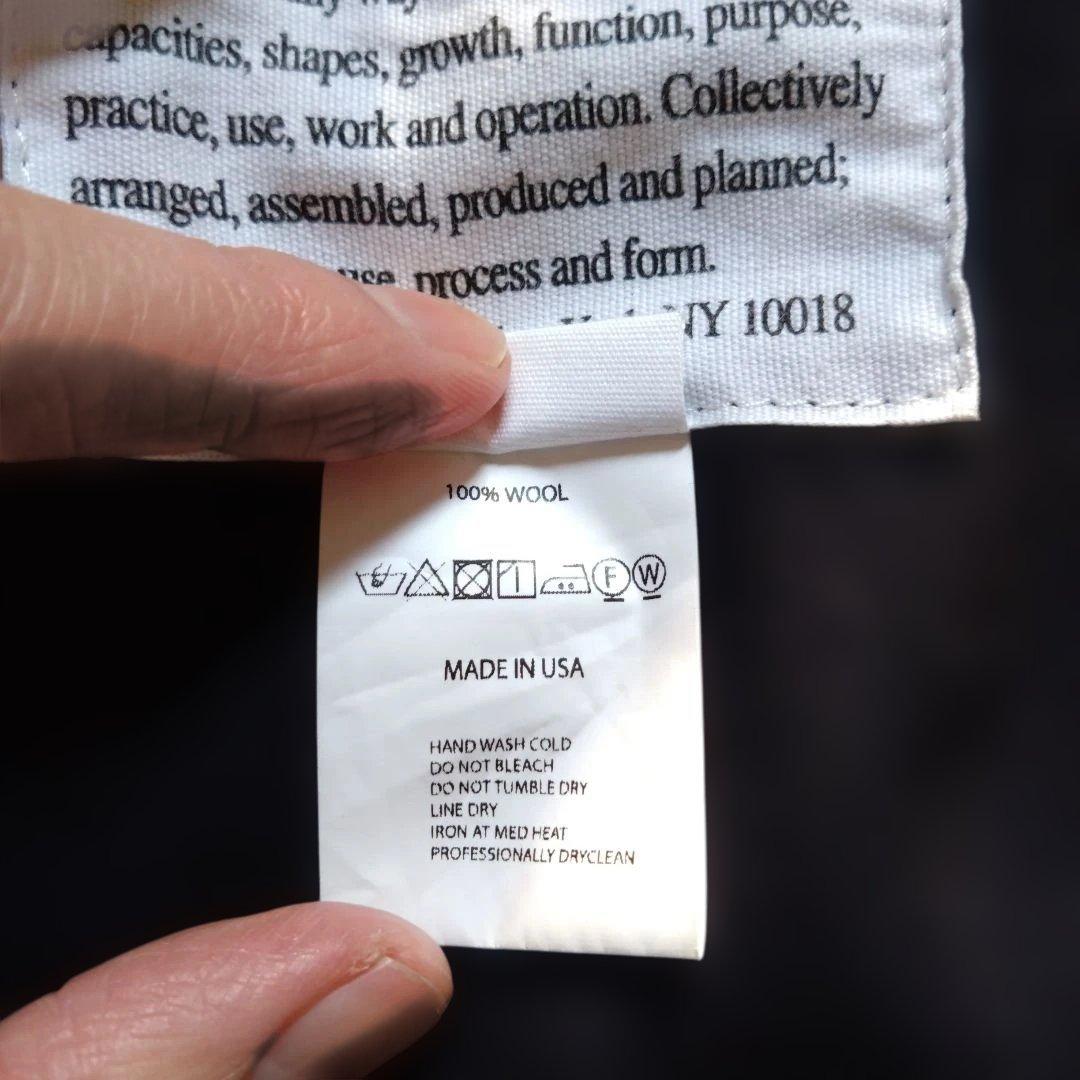 capacities, shapes, growth, function, purpose,
practice, use, work and operation. Collectively
arranged, assembled, produced and planned;
process and form.
NY 10018
100% WOOL
F W
MADE IN USA
HAND WASH COLD
DO NOT BLEACH
DO NOT TUMBLE DRY
LINE DRY
IRON AT MED HEAT
PROFESSIONALLY DRYCLEAN